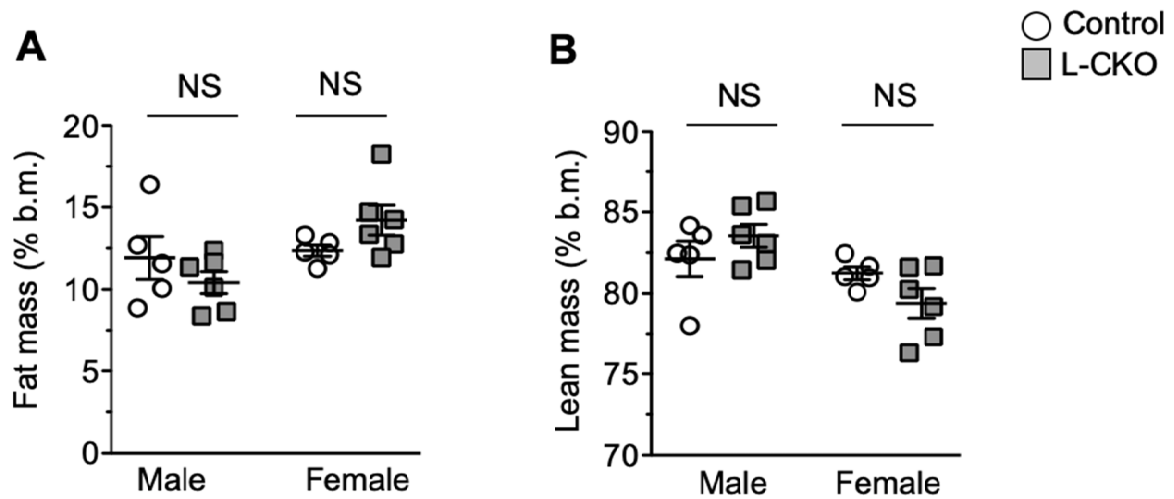 A
NS
NS
Fat mass (% b.m.)
20
15
10
5
0
Male
Female
B
NS
NS
Lean mass (% b.m.)
90
85
80
75
70
Male
Female
Control
L-CKO